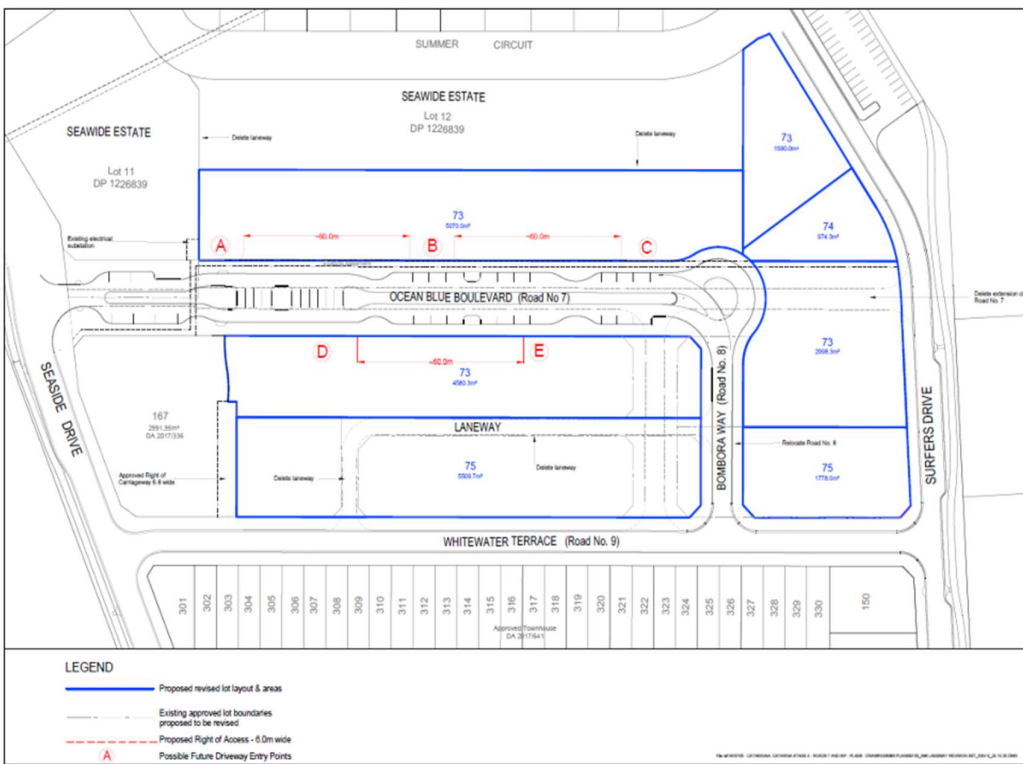 SUMMER CIRCUIT
SEAWIDE ESTATE
Lot 12
DP 1226839
SEAWIDE ESTATE
Lot 11
DP 1226839
Delete laneway
Delete laneway
73
1590.0m²
74
974.3m²
73
5070.0m²
A
~60.0m
B
~60.0m
C
Existing electrical
substation
OCEAN BLUE BOULEVARD (Road No 7)
Delete extension of
Road No. 7
D
~60.0m
E
73
4580.3m²
73
SEASIDE DRIVE
167
2991.95m²
DA 2017/336
LANEWAY
BOMBORA WAY (Road No. 8)
SURFERS DRIVE
Approved Right of
Carriageway 6.8 wide
Delete laneway
75
5509.7m²
Delete laneway
Relocate Road No. 8
75
1778.0m²
WHITEWATER TERRACE (Road No. 9)
301
302
303
304
305
306
307
308
309
310
311
312
313
314
315
316
317
318
319
320
321
322
323
324
325
326
327
328
329
330
150
Approved Townhouse
DA 2017/641
LEGEND
Proposed revised lot layout & areas
Existing approved lot boundaries
proposed to be revised
Proposed Right of Access - 6.0m wide
A
Possible Future Driveway Entry Points